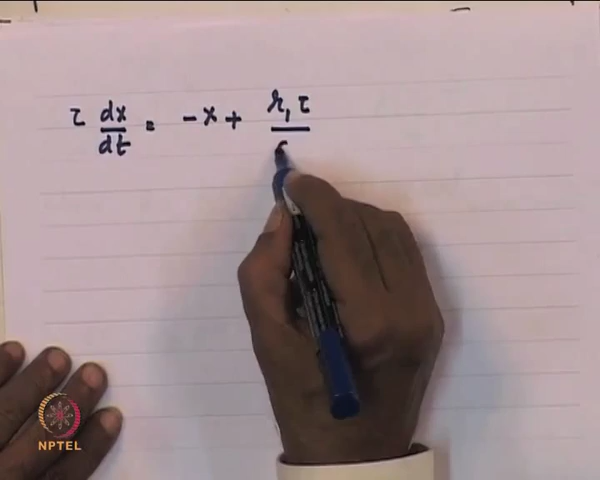 τ dx/dt = -x + r₁τ/
NPTEL